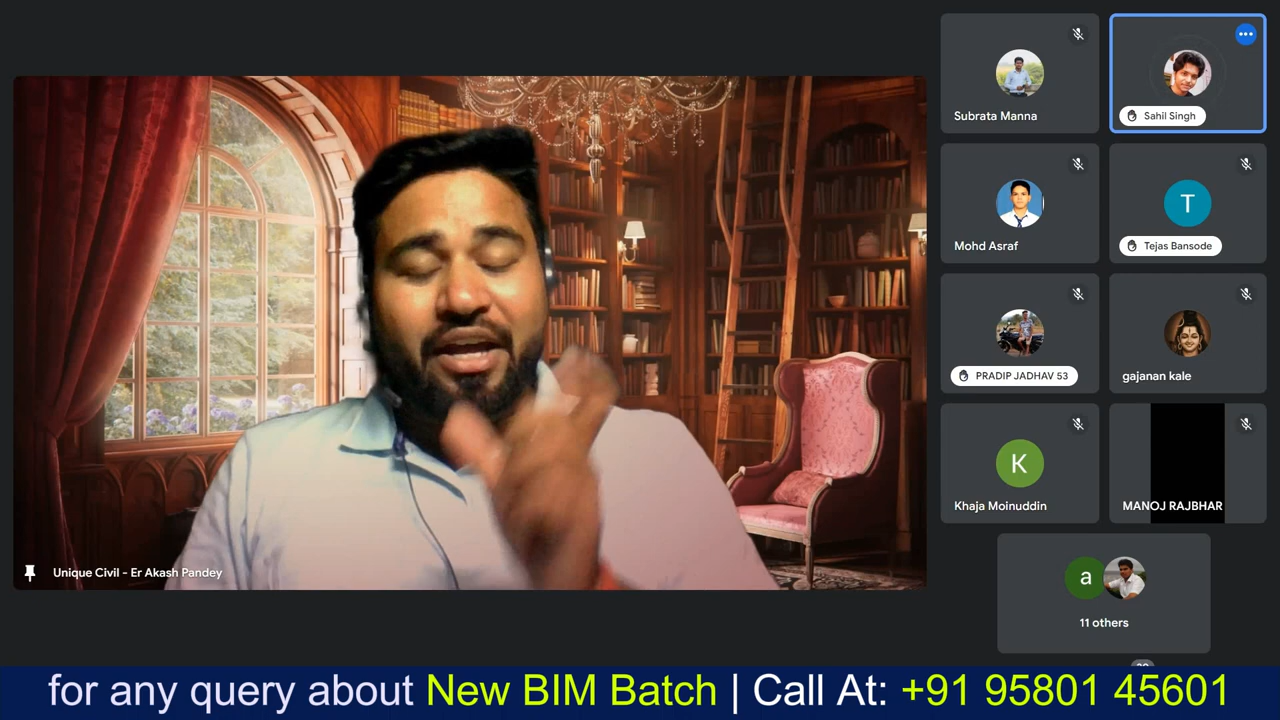 Subrata Manna
Sahil Singh
Mohd Asraf
T
Tejas Bansode
PRADIP JADHAV 53
gajanan kale
K
Khaja Moinuddin
MANOJ RAJBHAR
a
11 others
Unique Civil - Er Akash Pandey
for any query about New BIM Batch | Call At: +91 95801 45601